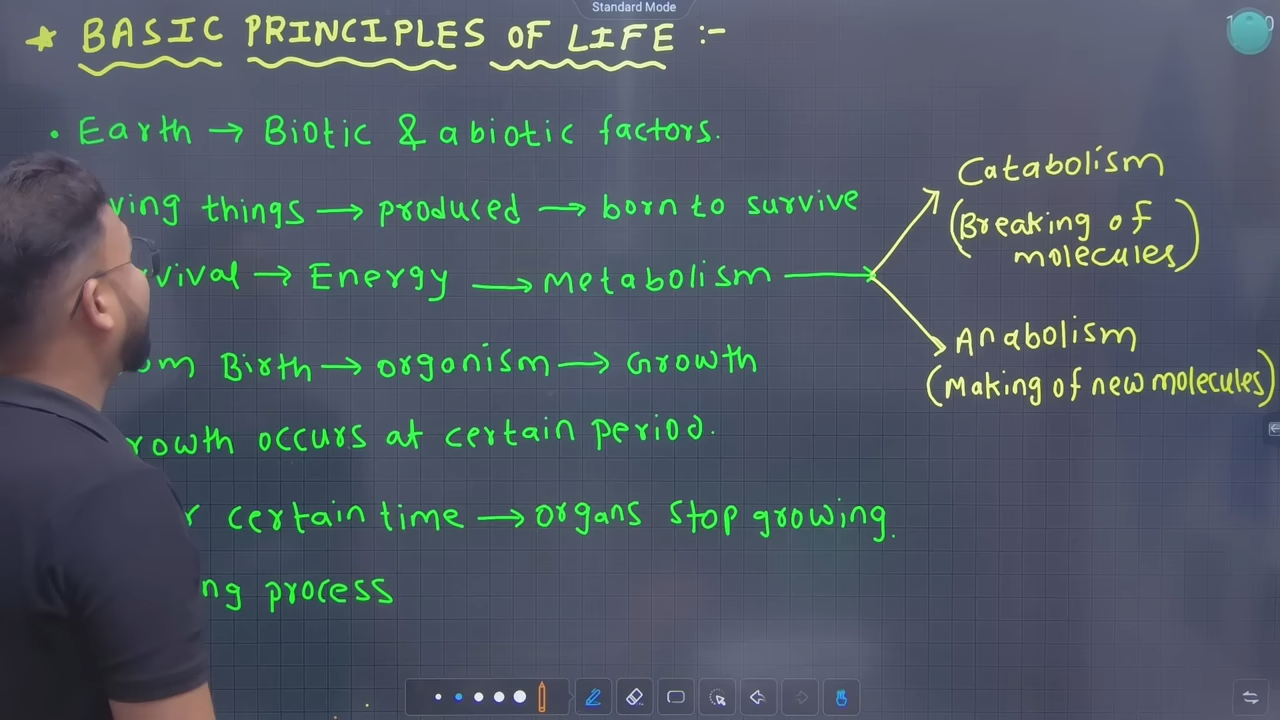 Standard Mode
BASIC PRINCIPLES OF LIFE :-
• Earth → Biotic & abiotic factors.
things → produced → born to survive
→ Energy → Metabolism →
Catabolism
(Breaking of
molecules)
Anabolism
(Making of new molecules)
Birth → organism → Growth
occurs at certain period.
certain time → organs stop growing.
process